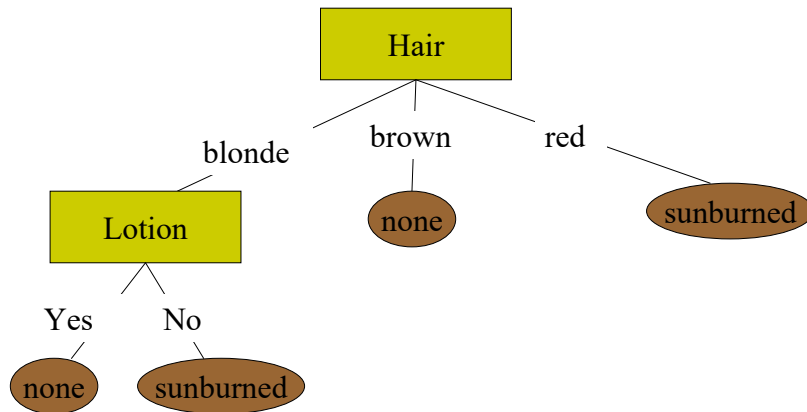 Hair
blonde
brown
red
Lotion
none
sunburned
Yes
No
none
sunburned